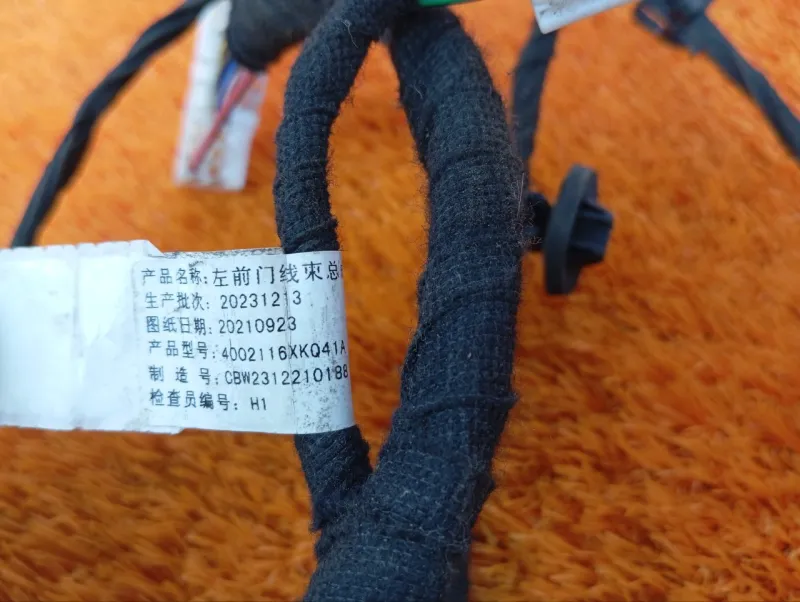 产品名称:左前门线束总
生产批次: 20231213
图纸日期: 20210923
产品型号: 4002116XKQ41A
制 造 号: CBW2312210188
检查员编号: H1